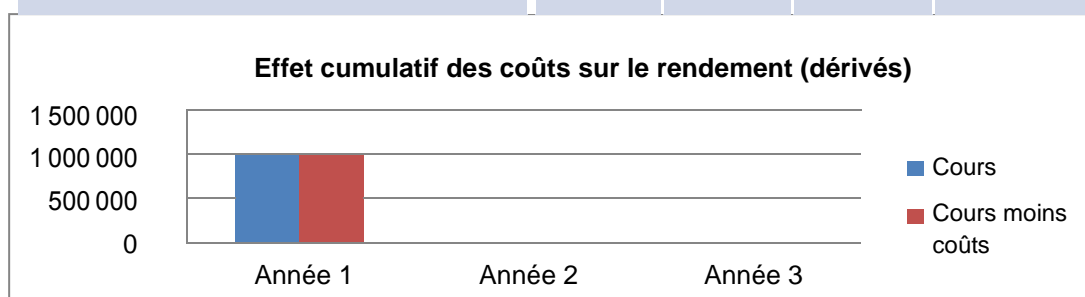 Effet cumulatif des coûts sur le rendement (dérivés)
1 500 000
1 000 000
500 000
0
Année 1 Année 2 Année 3
Cours
Cours moins
coûts